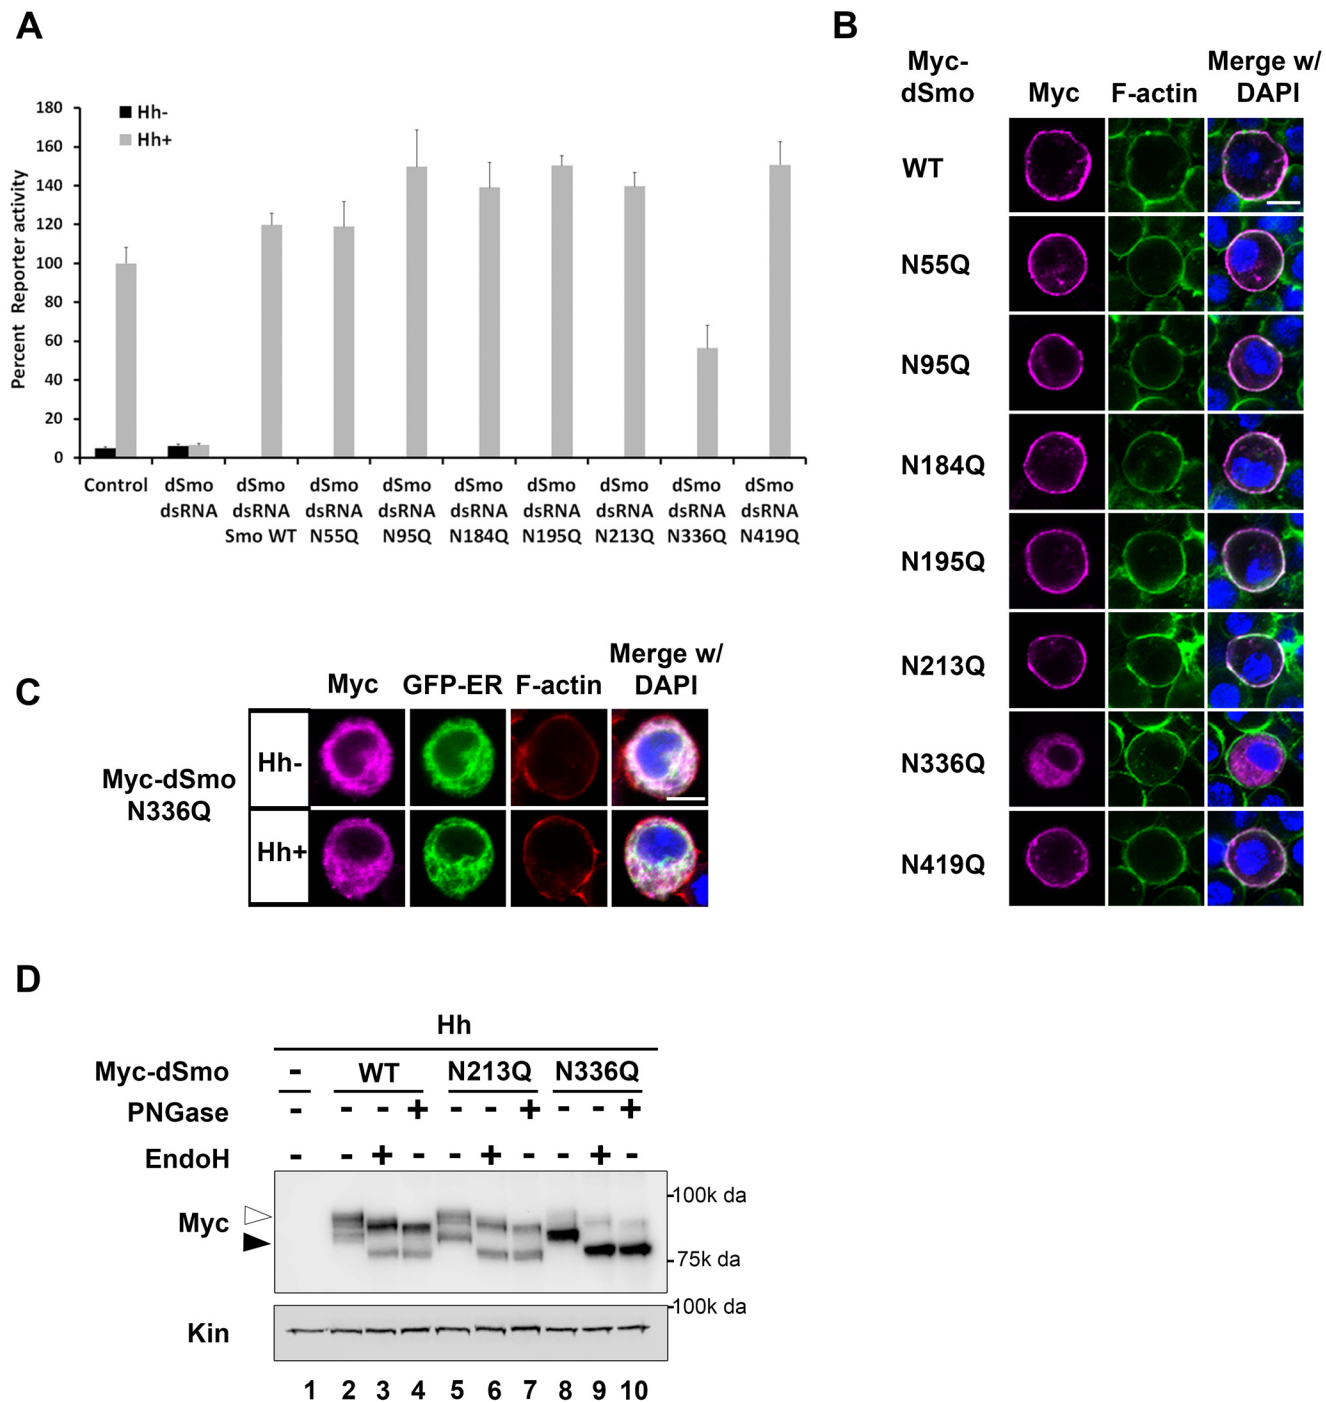 A
Percent Reporter activity
180
160
140
120
100
80
60
40
20
0
Hh-
Hh+
Control
dSmo dsRNA
dSmo dsRNA Smo WT
dSmo dsRNA N55Q
dSmo dsRNA N95Q
dSmo dsRNA N184Q
dSmo dsRNA N195Q
dSmo dsRNA N213Q
dSmo dsRNA N336Q
dSmo dsRNA N419Q
B
Myc-dSmo
Myc
F-actin
Merge w/ DAPI
WT
N55Q
N95Q
N184Q
N195Q
N213Q
N336Q
N419Q
C
Myc
GFP-ER
F-actin
Merge w/ DAPI
Myc-dSmo N336Q
Hh-
Hh+
D
Hh
Myc-dSmo - WT N213Q N336Q
PNGase - - - + - - + - - +
EndoH - - + - - + - - + -
Myc
100k da
75k da
Kin
100k da
1 2 3 4 5 6 7 8 9 10